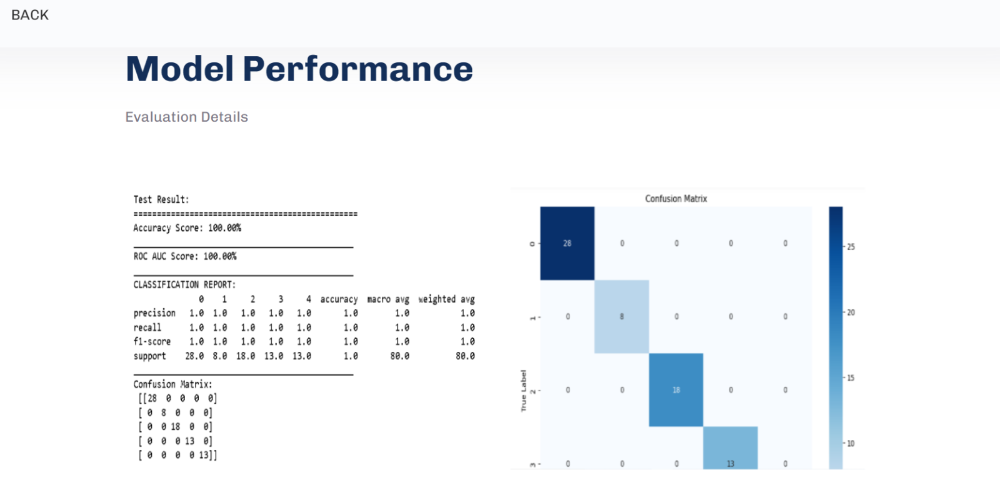 BACK
Model Performance
Evaluation Details
Test Result:
================================================
Accuracy Score: 100.00%
ROC AUC Score: 100.00%
CLASSIFICATION REPORT:
0 1 2 3 4 accuracy macro avg weighted avg
precision 1.0 1.0 1.0 1.0 1.0 1.0 1.0 1.0
recall 1.0 1.0 1.0 1.0 1.0 1.0 1.0 1.0
f1-score 1.0 1.0 1.0 1.0 1.0 1.0 1.0 1.0
support 28.0 8.0 18.0 13.0 13.0 1.0 80.0 80.0
Confusion Matrix:
[[28 0 0 0 0]
[ 0 8 0 0 0]
[ 0 0 18 0 0]
[ 0 0 0 13 0]
[ 0 0 0 0 13]]
Confusion Matrix
0 28 0 0 0 0
1 0 8 0 0 0
2 0 0 18 0 0
3 0 0 0 13 0
True Label
25
20
15
10